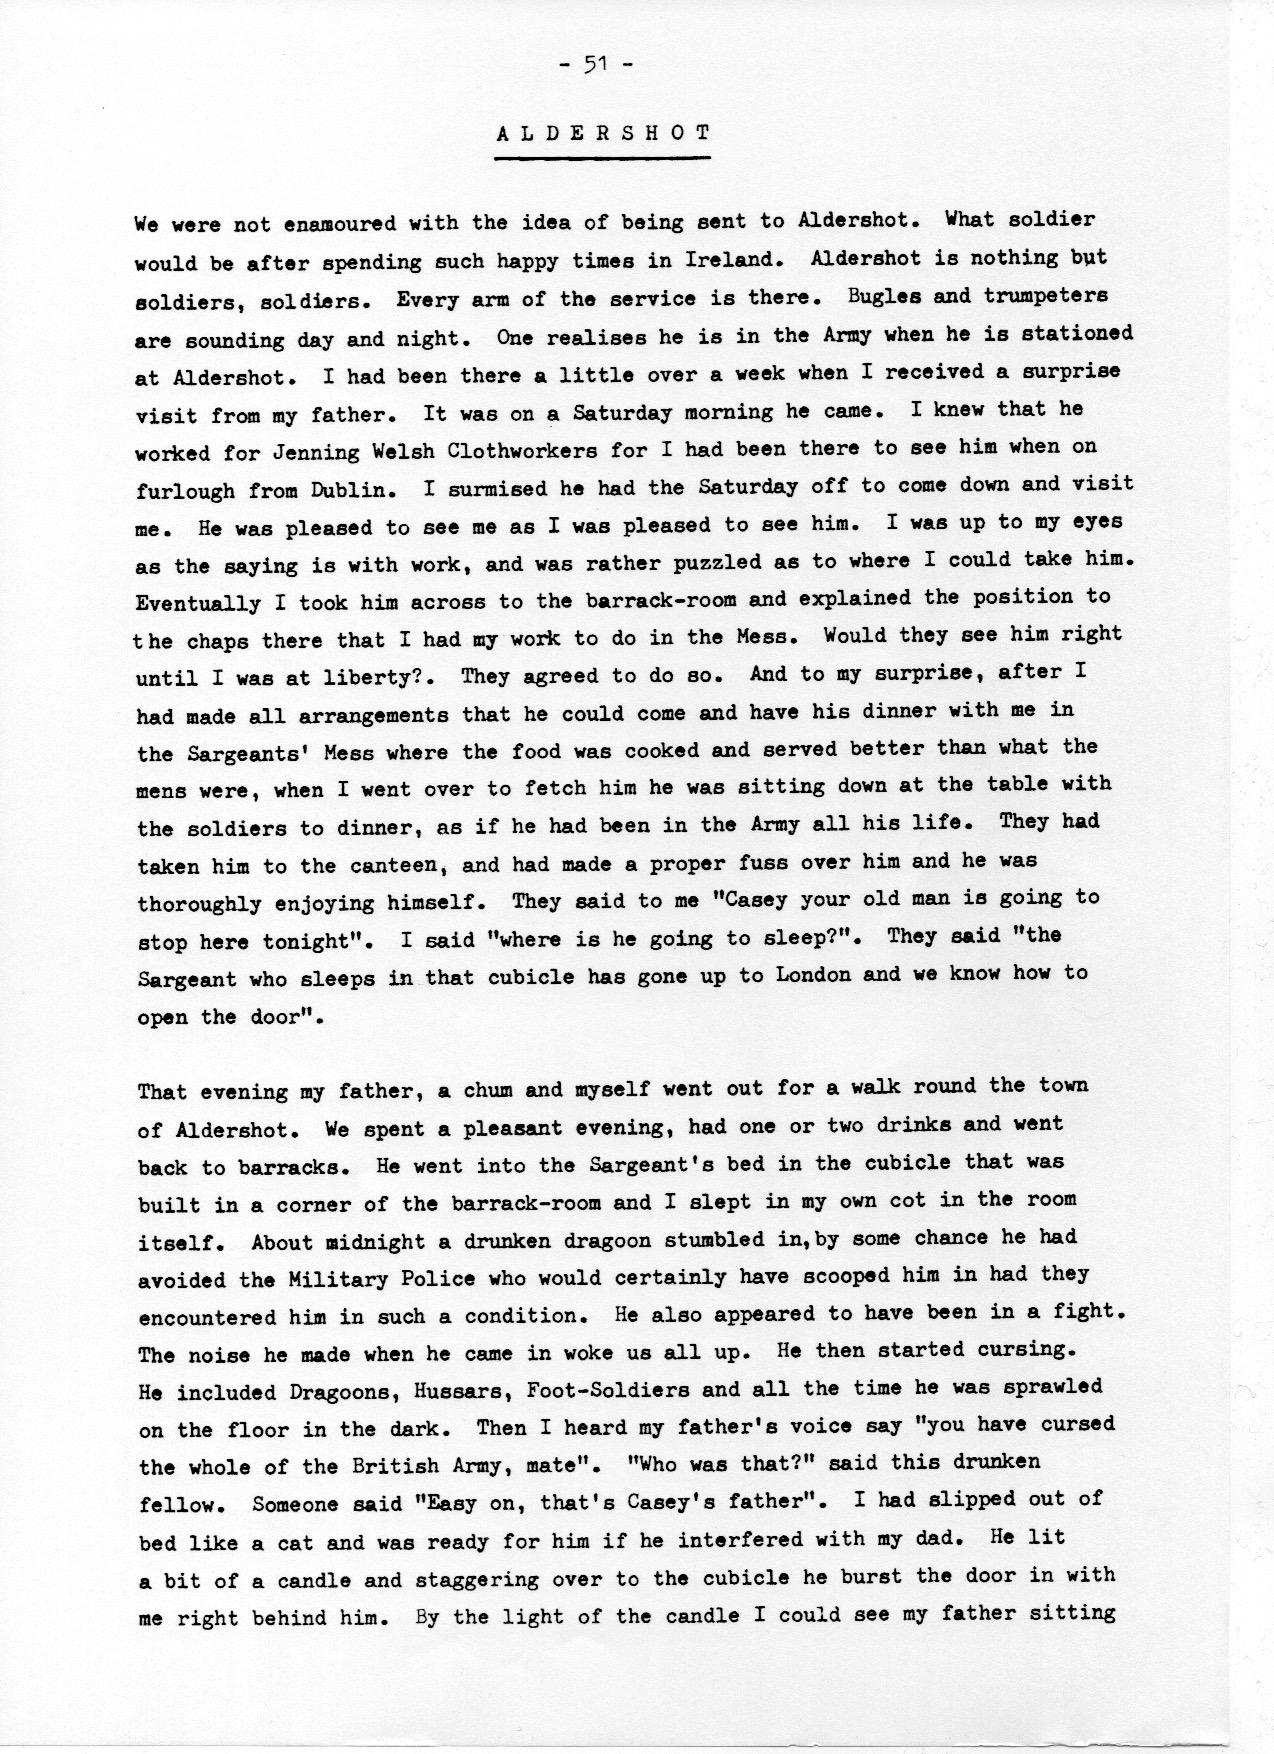 - 51 -
A L D E R S H O T
We were not enamoured with the idea of being sent to Aldershot. What soldier
would be after spending such happy times in Ireland. Aldershot is nothing but
soldiers, soldiers. Every arm of the service is there. Bugles and trumpeters
are sounding day and night. One realises he is in the Army when he is stationed
at Aldershot. I had been there a little over a week when I received a surprise
visit from my father. It was on a Saturday morning he came. I knew that he
worked for Jenning Welsh Clothworkers for I had been there to see him when on
furlough from Dublin. I surmised he had the Saturday off to come down and visit
me. He was pleased to see me as I was pleased to see him. I was up to my eyes
as the saying is with work, and was rather puzzled as to where I could take him.
Eventually I took him across to the barrack-room and explained the position to
the chaps there that I had my work to do in the Mess. Would they see him right
until I was at liberty?. They agreed to do so. And to my surprise, after I
had made all arrangements that he could come and have his dinner with me in
the Sargeants' Mess where the food was cooked and served better than what the
mens were, when I went over to fetch him he was sitting down at the table with
the soldiers to dinner, as if he had been in the Army all his life. They had
taken him to the canteen, and had made a proper fuss over him and he was
thoroughly enjoying himself. They said to me "Casey your old man is going to
stop here tonight". I said "where is he going to sleep?". They said "the
Sargeant who sleeps in that cubicle has gone up to London and we know how to
open the door".
That evening my father, a chum and myself went out for a walk round the town
of Aldershot. We spent a pleasant evening, had one or two drinks and went
back to barracks. He went into the Sargeant's bed in the cubicle that was
built in a corner of the barrack-room and I slept in my own cot in the room
itself. About midnight a drunken dragoon stumbled in,by some chance he had
avoided the Military Police who would certainly have scooped him in had they
encountered him in such a condition. He also appeared to have been in a fight.
The noise he made when he came in woke us all up. He then started cursing.
He included Dragoons, Hussars, Foot-Soldiers and all the time he was sprawled
on the floor in the dark. Then I heard my father's voice say "you have cursed
the whole of the British Army, mate". "Who was that?" said this drunken
fellow. Someone said "Easy on, that's Casey's father". I had slipped out of
bed like a cat and was ready for him if he interfered with my dad. He lit
a bit of a candle and staggering over to the cubicle he burst the door in with
me right behind him. By the light of the candle I could see my father sitting